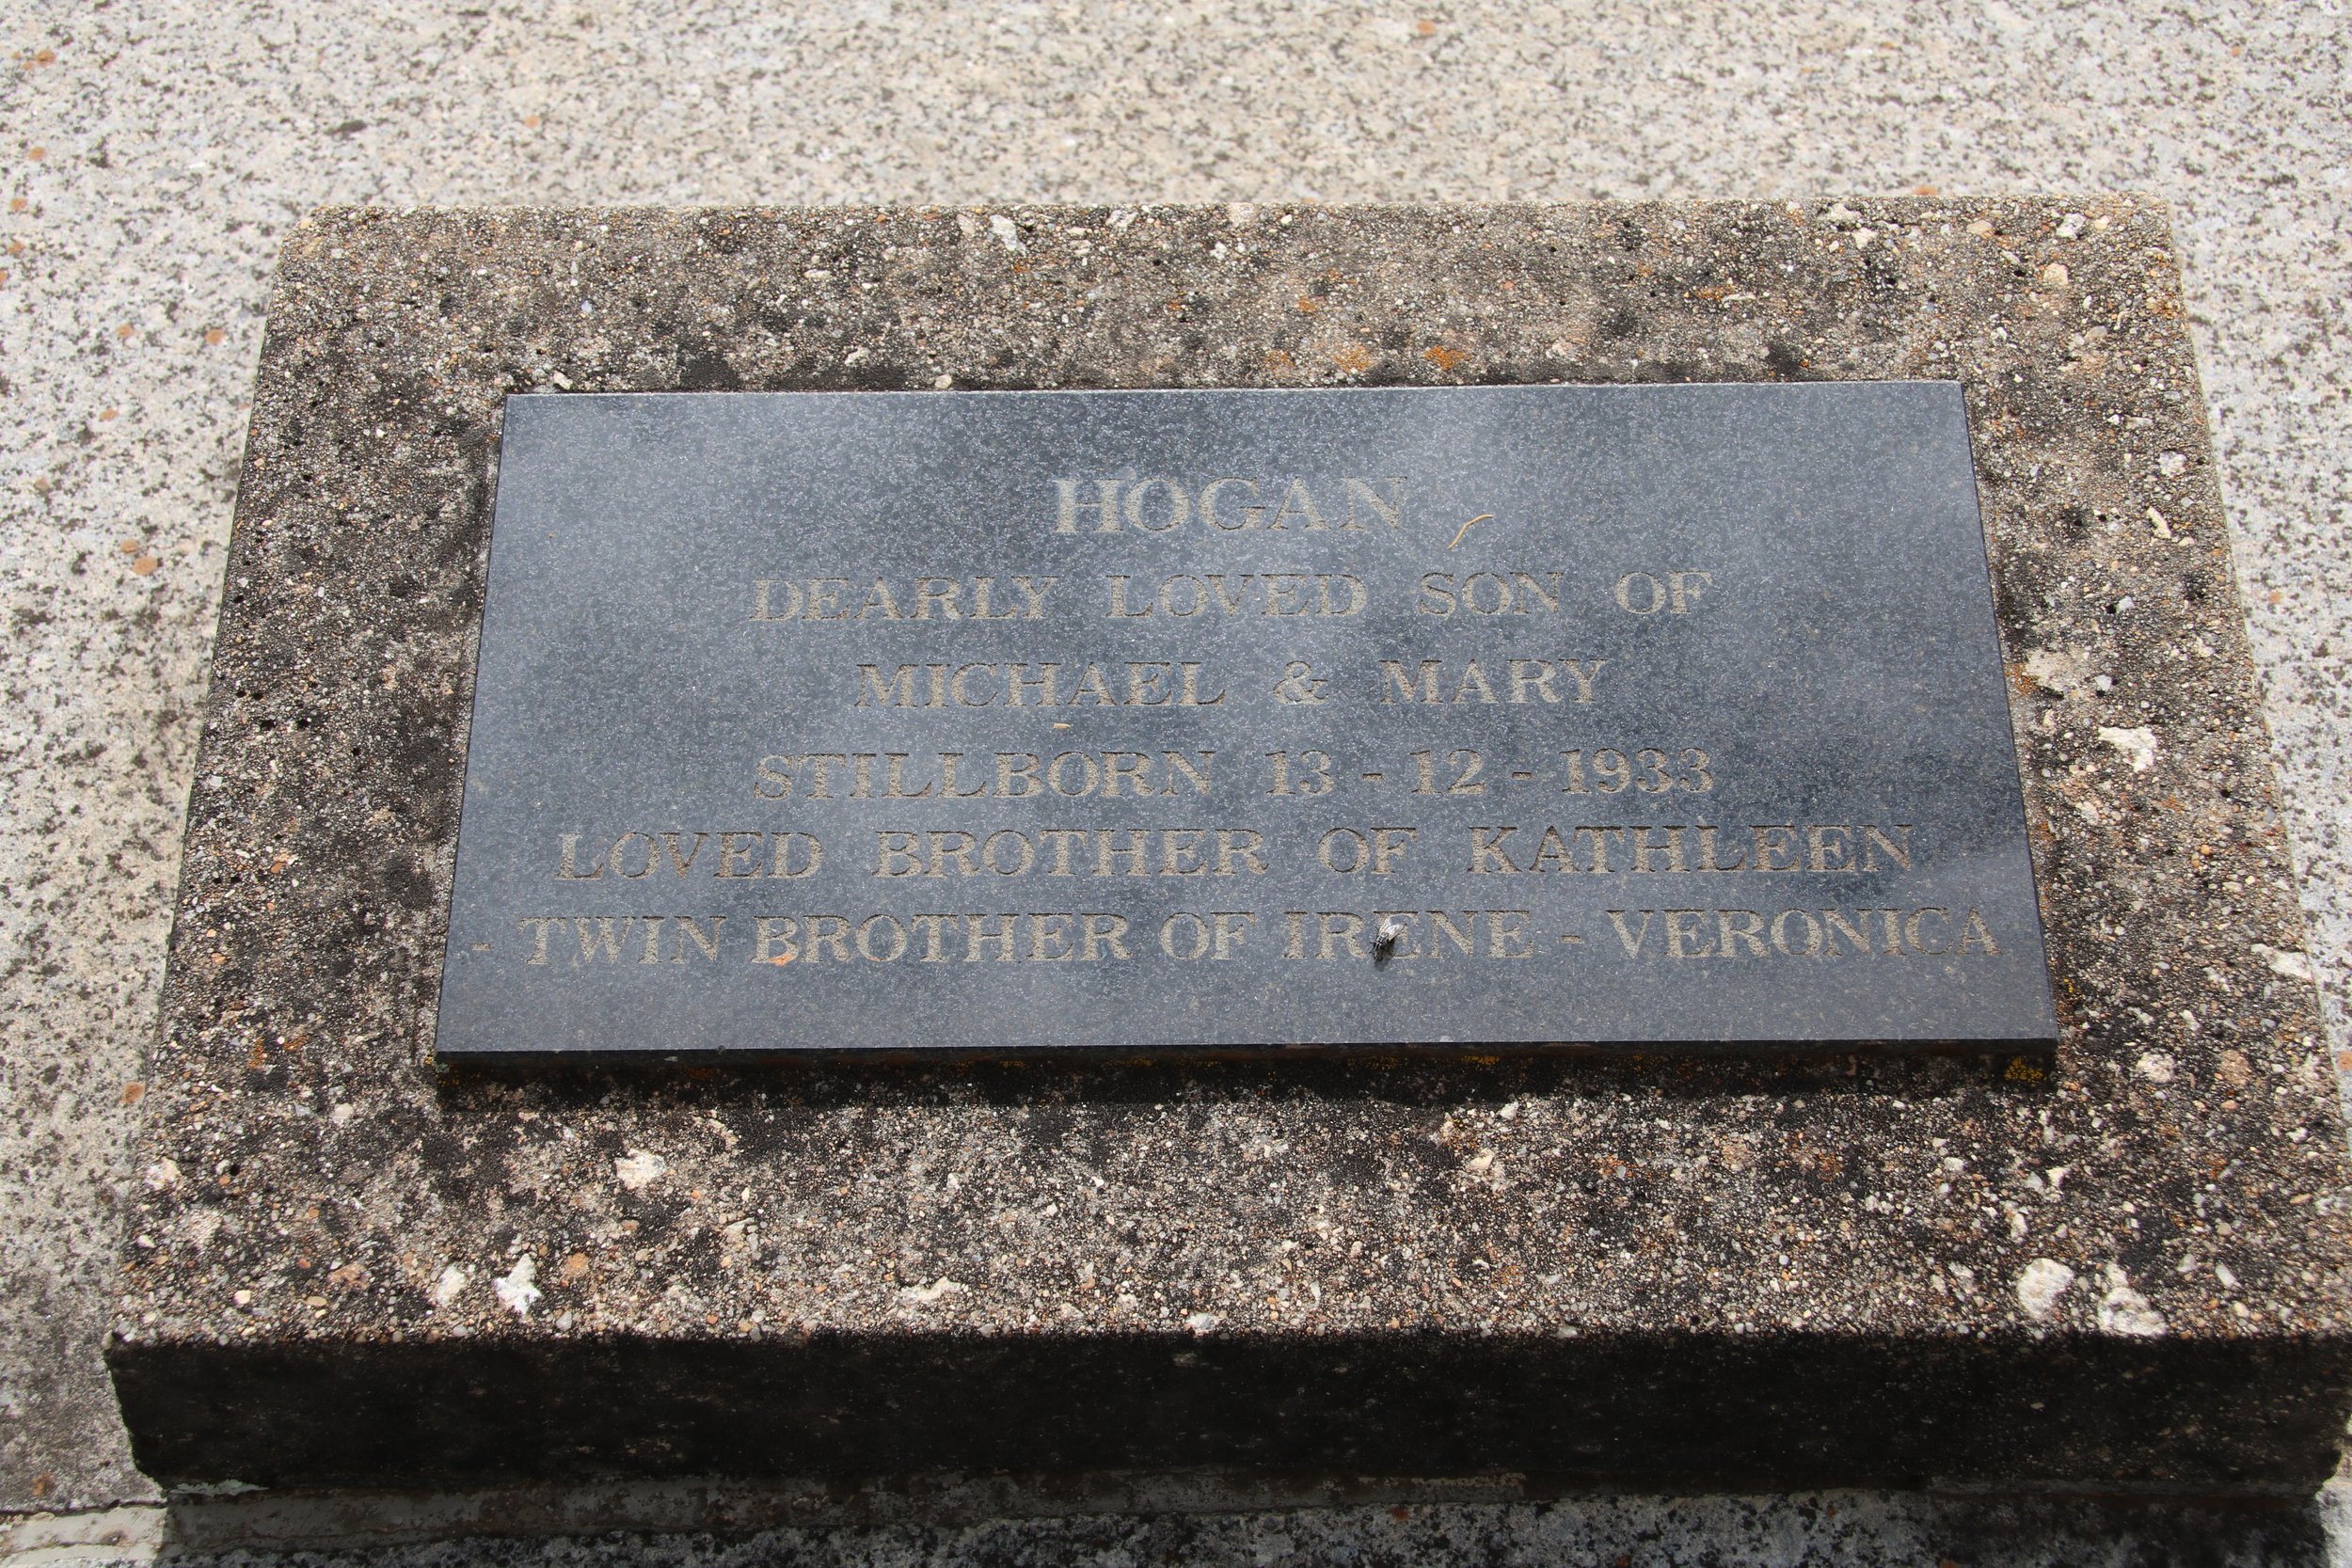 HOGAN
DEARLY LOVED SON OF
MICHAEL & MARY
STILLBORN 13 - 12 - 1933
LOVED BROTHER OF KATHLEEN
- TWIN BROTHER OF IRENE - VERONICA